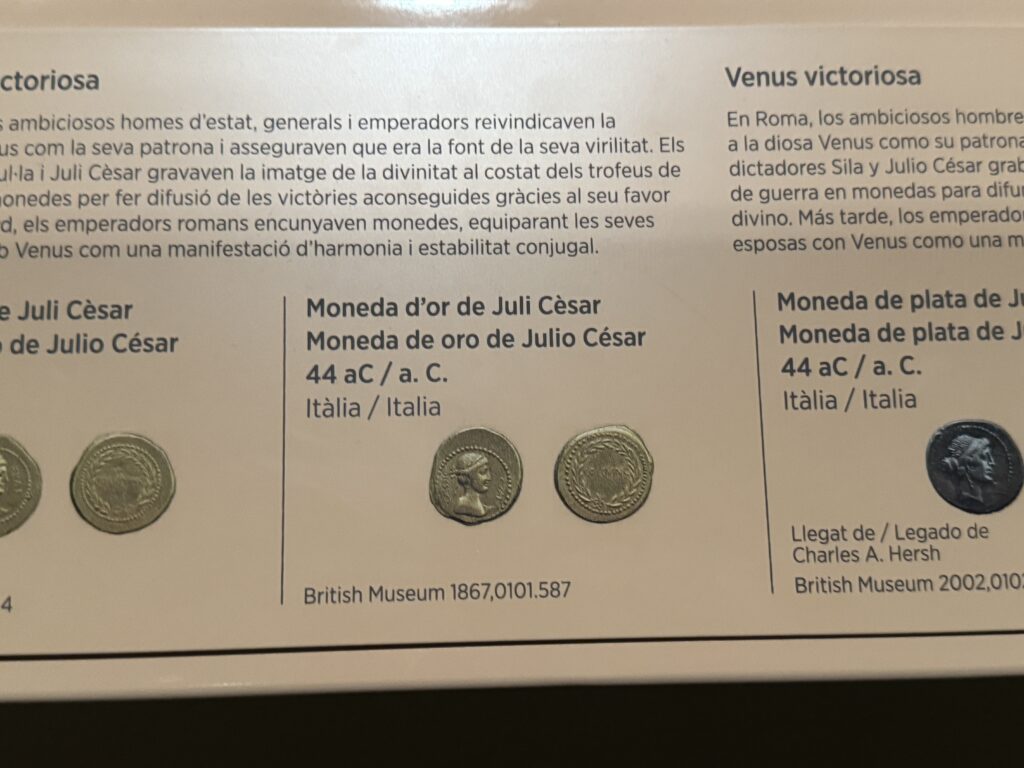 ctoriosa
s ambiciosos homes d'estat, generals i emperadors reivindicaven la
us com la seva patrona i asseguraven que era la font de la seva virilitat. Els
ul·la i Juli Cèsar gravaven la imatge de la divinitat al costat dels trofeus de
monedes per fer difusió de les victòries aconseguides gràcies al seu favor
d, els emperadors romans encunyaven monedes, equiparant les seves
b Venus com una manifestació d'harmonia i estabilitat conjugal.
Venus victoriosa
En Roma, los ambiciosos hombre
a la diosa Venus como su patrona
dictadores Sila y Julio César grab
de guerra en monedas para difun
divino. Más tarde, los emperador
esposas con Venus como una m
e Juli Cèsar
o de Julio César
4
Moneda d'or de Juli Cèsar
Moneda de oro de Julio César
44 aC / a. C.
Itàlia / Italia
British Museum 1867,0101.587
Moneda de plata de Ju
Moneda de plata de J
44 aC / a. C.
Itàlia / Italia
Llegat de / Legado de
Charles A. Hersh
British Museum 2002,0102